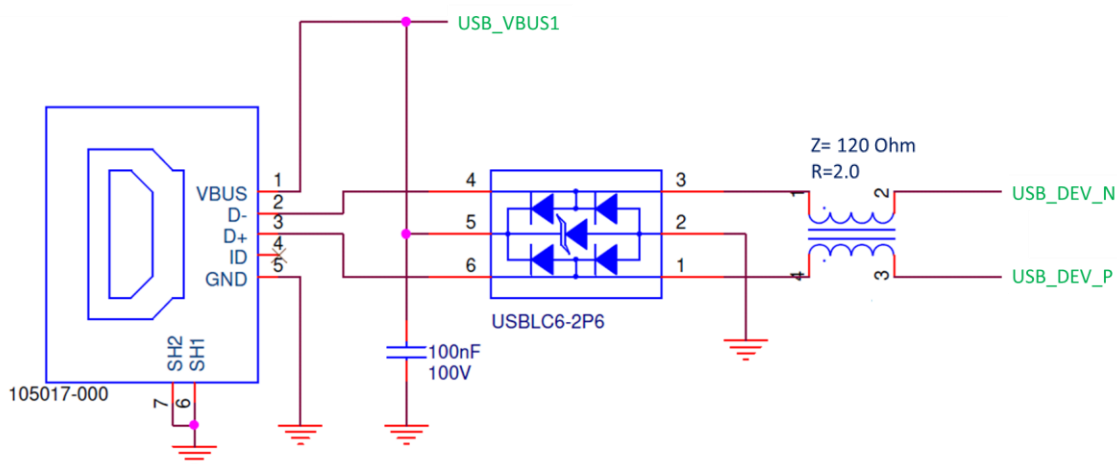 USB_VBUS1
VBUS 1
D- 2
D+ 3
ID 4
GND 5
SH2
SH1
7
6
105017-000
4
5
6
3
2
1
USBLC6-2P6
100nF
100V
Z= 120 Ohm
R=2.0
1
2
4
3
USB_DEV_N
USB_DEV_P